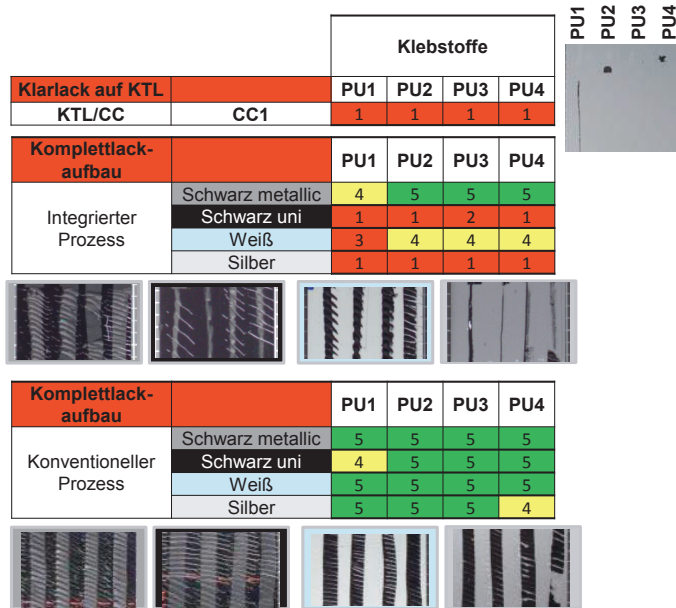 PU1 PU2 PU3 PU4
Klebstoffe
Klarlack auf KTL PU1 PU2 PU3 PU4
KTL/CC CC1 1 1 1 1
Komplettlack-
aufbau PU1 PU2 PU3 PU4
Integrierter
Prozess
Schwarz metallic 4 5 5 5
Schwarz uni 1 1 2 1
Weiß 3 4 4 4
Silber 1 1 1 1
Komplettlack-
aufbau PU1 PU2 PU3 PU4
Konventioneller
Prozess
Schwarz metallic 5 5 5 5
Schwarz uni 4 5 5 5
Weiß 5 5 5 5
Silber 5 5 5 4